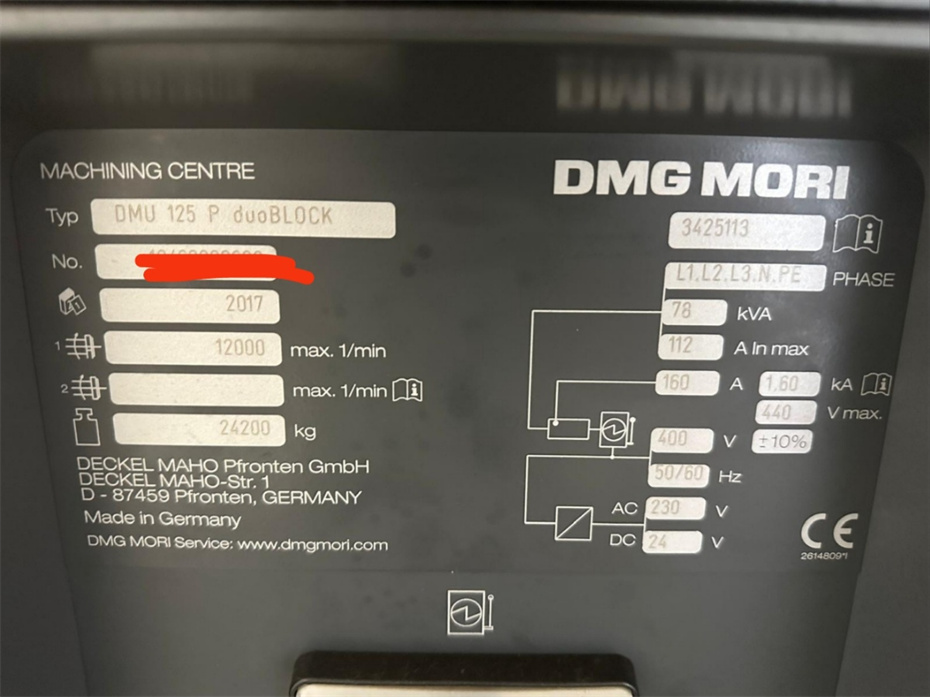 MACHINING CENTRE
DMG MORI
Typ DMU 125 P duoBLOCK
No.
2017
1 12000 max. 1/min
2 max. 1/min
24200 kg
DECKEL MAHO Pfronten GmbH
DECKEL MAHO-Str. 1
D - 87459 Pfronten, GERMANY
Made in Germany
DMG MORI Service: www.dmgmori.com
3425113
L1.L2.L3.N.PE PHASE
78 kVA
112 A In max
160 A 1.60 kA
440 V max.
400 V ±10%
50/60 Hz
AC 230 V
DC 24 V
CE
2614809*1